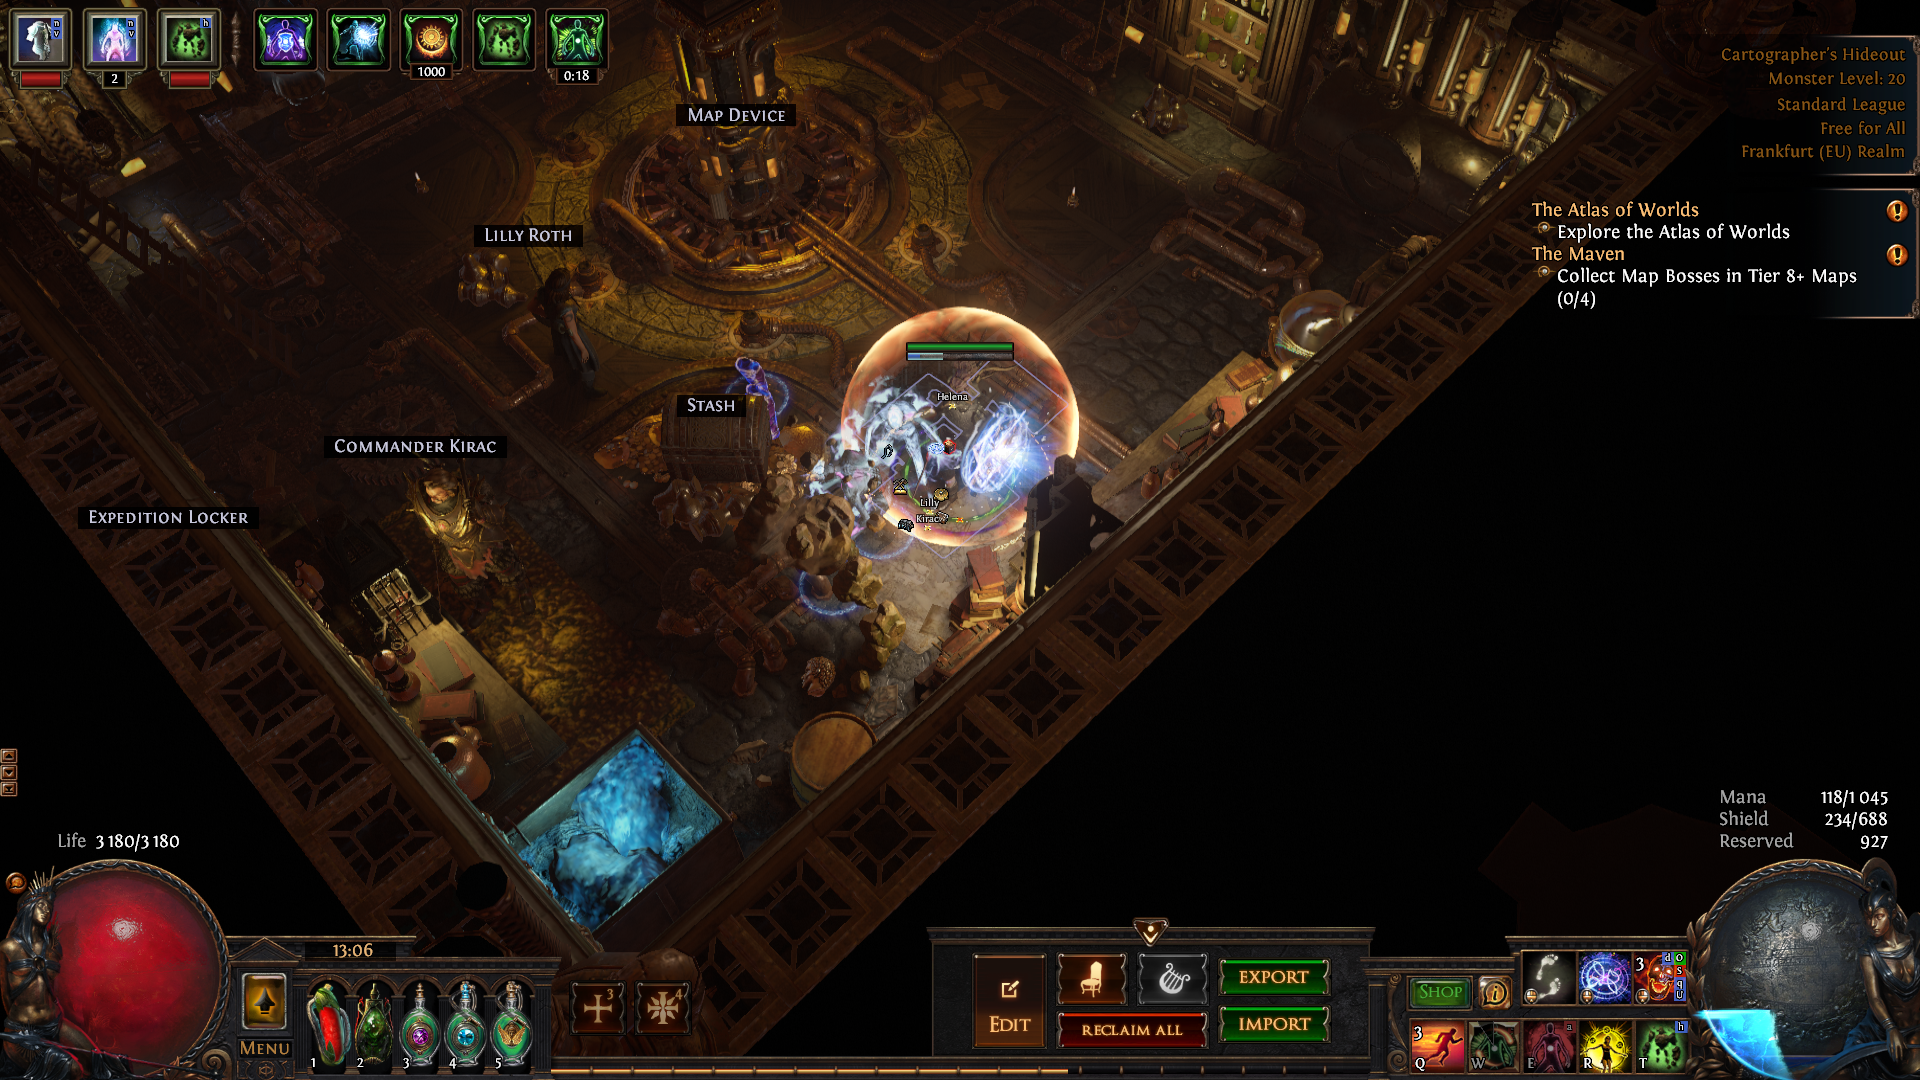 n
v
n
v
h
2
1000
0:18
Cartographer's Hideout
Monster Level: 20
Standard League
Free for All
Frankfurt (EU) Realm
MAP DEVICE
The Atlas of Worlds
Explore the Atlas of Worlds
The Maven
Collect Map Bosses in Tier 8+ Maps
(0/4)
LILLY ROTH
STASH
Helena
COMMANDER KIRAC
Lilly
Kirac
EXPEDITION LOCKER
Mana 118/1 045
Shield 234/688
Reserved 927
Life 3 180/3 180
13:06
MENU
1 2 3 4 5
3 4
EDIT
EXPORT
RECLAIM ALL
IMPORT
SHOP
3
d
o
s
q
U
3
a
h
Q W E R T